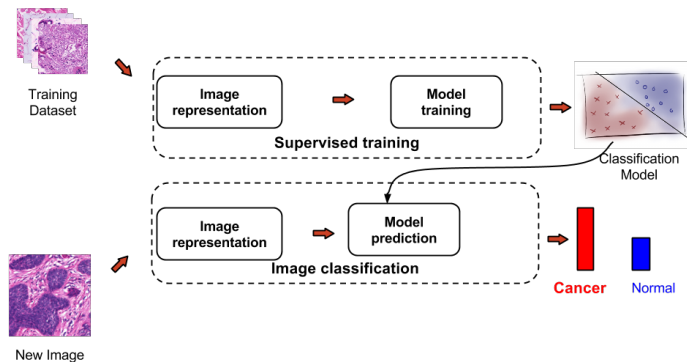 Training
Dataset
Image
representation
Model
training
Supervised training
Classification
Model
Image
representation
Model
prediction
Image classification
Cancer
Normal
New Image